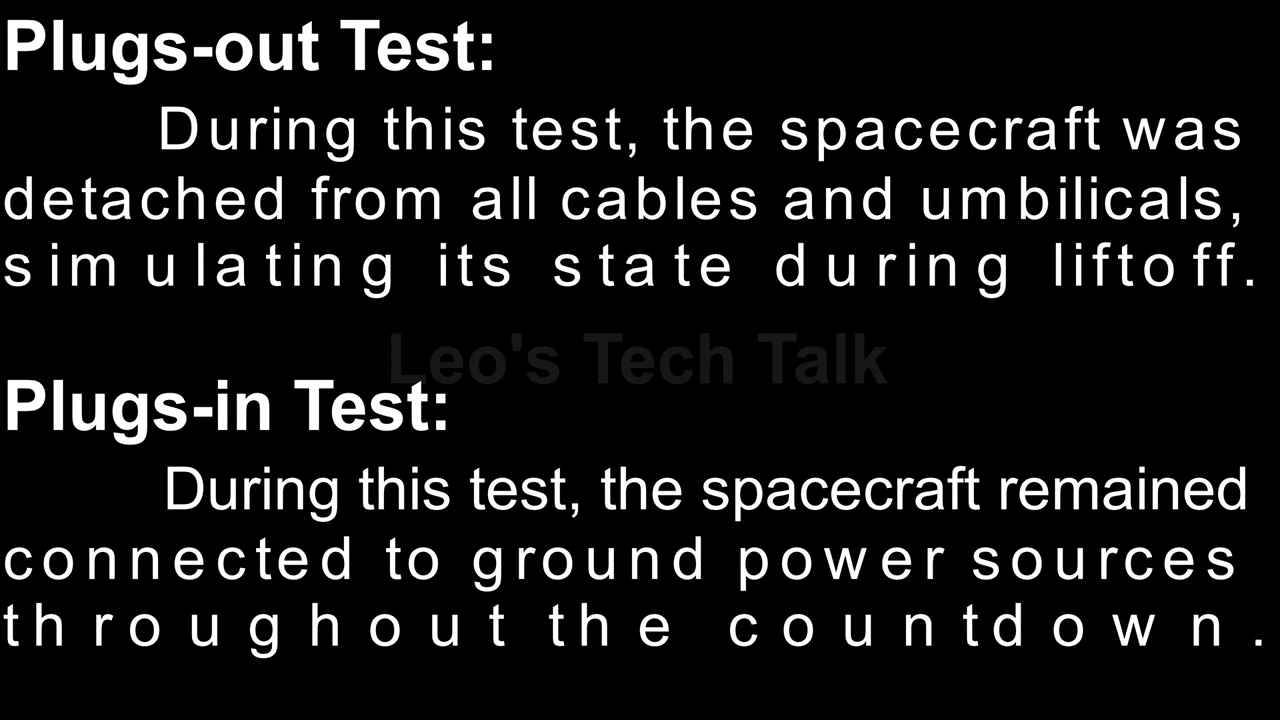 Plugs-out Test:
During this test, the spacecraft was
detached from all cables and umbilicals,
simulating its state during liftoff.
Leo's Tech Talk
Plugs-in Test:
During this test, the spacecraft remained
connected to ground power sources
throughout the countdown.